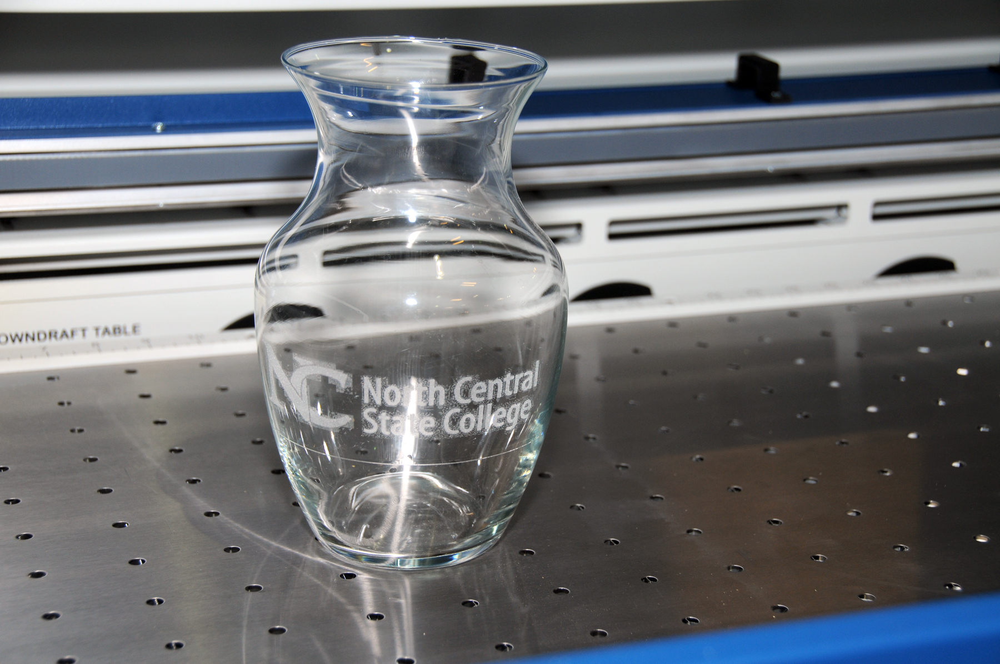 OWNDRAFT TABLE
NC
North Central
State College